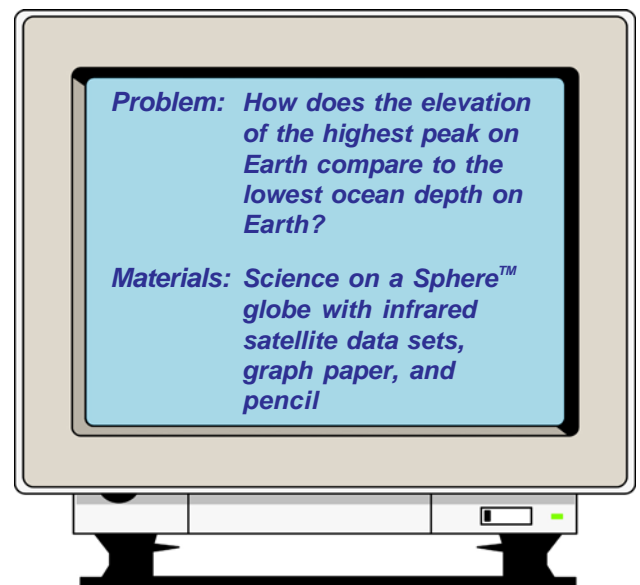 Problem: How does the elevation
of the highest peak on
Earth compare to the
lowest ocean depth on
Earth?
Materials: Science on a Sphere™
globe with infrared
satellite data sets,
graph paper, and
pencil